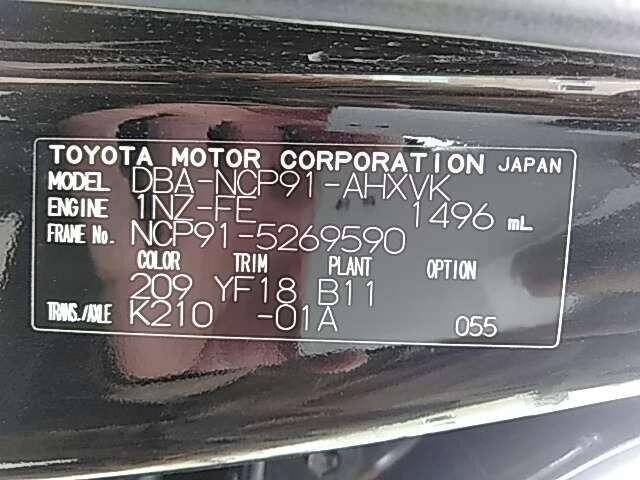 TOYOTA MOTOR CORPORATION JAPAN
MODEL DBA-NCP91-AHXVK
ENGINE 1NZ-FE 1496 mL
FRAME No. NCP91-5269590
COLOR TRIM PLANT OPTION
209 YF18 B11
TRANS./AXLE K210 -01A 055